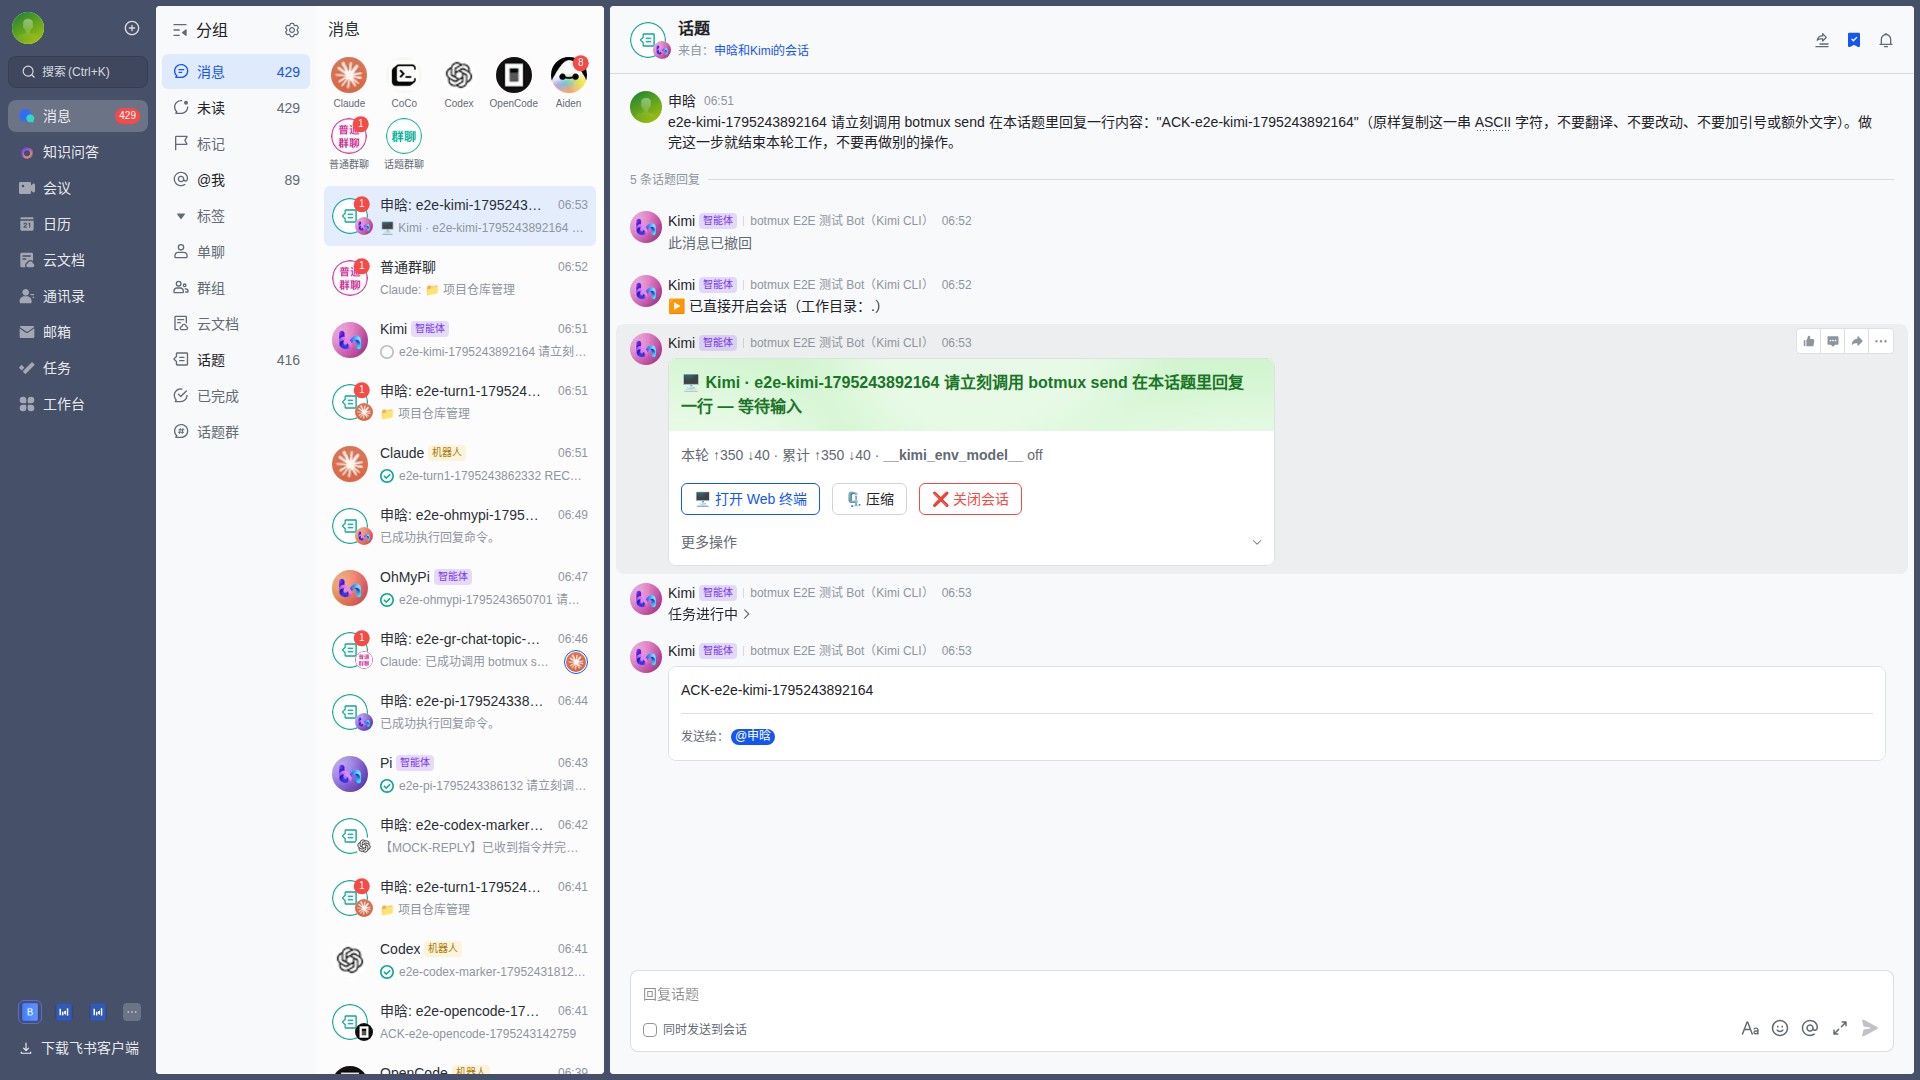 搜索 (Ctrl+K)
消息 429
知识问答
会议
日历
云文档
通讯录
邮箱
任务
工作台
下载飞书客户端
分组
消息 429
未读 429
标记
@我 89
标签
单聊
群组
云文档
话题 416
已完成
话题群
消息
Claude CoCo Codex OpenCode 8 Aiden
普通群聊 1 群聊
普通群聊 话题群聊
1 申晗: e2e-kimi-1795243... 06:53
Kimi · e2e-kimi-1795243892164 ...
1 普通群聊 06:52
Claude: 📁 项目仓库管理
Kimi 智能体 06:51
e2e-kimi-1795243892164 请立刻...
1 申晗: e2e-turn1-179524... 06:51
📁 项目仓库管理
Claude 机器人 06:51
e2e-turn1-1795243862332 REC...
申晗: e2e-ohmypi-1795... 06:49
已成功执行回复命令。
OhMyPi 智能体 06:47
e2e-ohmypi-1795243650701 请...
1 申晗: e2e-gr-chat-topic-... 06:46
Claude: 已成功调用 botmux s...
申晗: e2e-pi-179524338... 06:44
已成功执行回复命令。
Pi 智能体 06:43
e2e-pi-1795243386132 请立刻调...
申晗: e2e-codex-marker... 06:42
【MOCK-REPLY】已收到指令并完...
1 申晗: e2e-turn1-179524... 06:41
📁 项目仓库管理
Codex 机器人 06:41
e2e-codex-marker-17952431812...
申晗: e2e-opencode-17... 06:41
ACK-e2e-opencode-1795243142759
OpenCode 机器人 06:39
话题
来自：申晗和Kimi的会话
申晗 06:51
e2e-kimi-1795243892164 请立刻调用 botmux send 在本话题里回复一行内容："ACK-e2e-kimi-1795243892164"（原样复制这一串 ASCII 字符，不要翻译、不要改动、不要加引号或额外文字）。做
完这一步就结束本轮工作，不要再做别的操作。
5 条话题回复
Kimi 智能体 botmux E2E 测试 Bot（Kimi CLI） 06:52
此消息已撤回
Kimi 智能体 botmux E2E 测试 Bot（Kimi CLI） 06:52
▶️ 已直接开启会话（工作目录：.）
Kimi 智能体 botmux E2E 测试 Bot（Kimi CLI） 06:53
🖥️ Kimi · e2e-kimi-1795243892164 请立刻调用 botmux send 在本话题里回复
一行 — 等待输入
本轮 ↑350 ↓40 · 累计 ↑350 ↓40 · __kimi_env_model__ off
🖥️ 打开 Web 终端 🗜️ 压缩 ❌ 关闭会话
更多操作
Kimi 智能体 botmux E2E 测试 Bot（Kimi CLI） 06:53
任务进行中
Kimi 智能体 botmux E2E 测试 Bot（Kimi CLI） 06:53
ACK-e2e-kimi-1795243892164
发送给：@申晗
回复话题
同时发送到会话